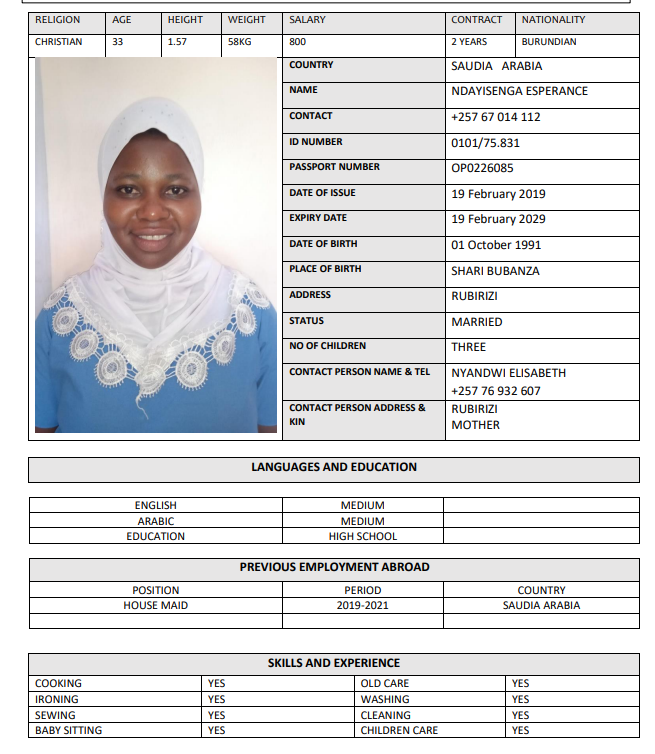 RELIGION AGE HEIGHT WEIGHT SALARY CONTRACT NATIONALITY
CHRISTIAN 33 1.57 58KG 800 2 YEARS BURUNDIAN
COUNTRY SAUDIA ARABIA
NAME NDAYISENGA ESPERANCE
CONTACT +257 67 014 112
ID NUMBER 0101/75.831
PASSPORT NUMBER OP0226085
DATE OF ISSUE 19 February 2019
EXPIRY DATE 19 February 2029
DATE OF BIRTH 01 October 1991
PLACE OF BIRTH SHARI BUBANZA
ADDRESS RUBIRIZI
STATUS MARRIED
NO OF CHILDREN THREE
CONTACT PERSON NAME & TEL NYANDWI ELISABETH
+257 76 932 607
CONTACT PERSON ADDRESS & RUBIRIZI
KIN MOTHER
LANGUAGES AND EDUCATION
ENGLISH MEDIUM
ARABIC MEDIUM
EDUCATION HIGH SCHOOL
PREVIOUS EMPLOYMENT ABROAD
POSITION PERIOD COUNTRY
HOUSE MAID 2019-2021 SAUDIA ARABIA
SKILLS AND EXPERIENCE
COOKING YES OLD CARE YES
IRONING YES WASHING YES
SEWING YES CLEANING YES
BABY SITTING YES CHILDREN CARE YES